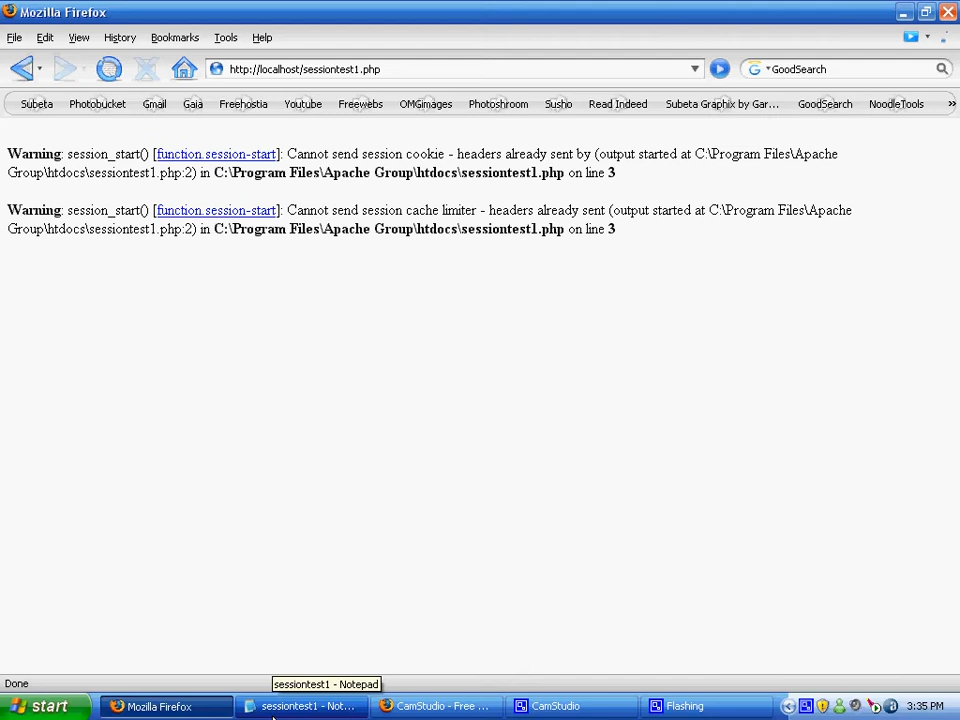 Mozilla Firefox
File Edit View History Bookmarks Tools Help
http://localhost/sessiontest1.php GoodSearch
Subeta Photobucket Gmail Gaia Freehostia Youtube Freewebs OMGimages Photoshroom Susho Read Indeed Subeta Graphix by Gar... GoodSearch NoodleTools »
Warning: session_start() [function.session-start]: Cannot send session cookie - headers already sent by (output started at C:\Program Files\Apache
Group\htdocs\sessiontest1.php:2) in C:\Program Files\Apache Group\htdocs\sessiontest1.php on line 3
Warning: session_start() [function.session-start]: Cannot send session cache limiter - headers already sent (output started at C:\Program Files\Apache
Group\htdocs\sessiontest1.php:2) in C:\Program Files\Apache Group\htdocs\sessiontest1.php on line 3
Done
sessiontest1 - Notepad
start Mozilla Firefox sessiontest1 - Not... CamStudio - Free ... CamStudio Flashing 3:35 PM